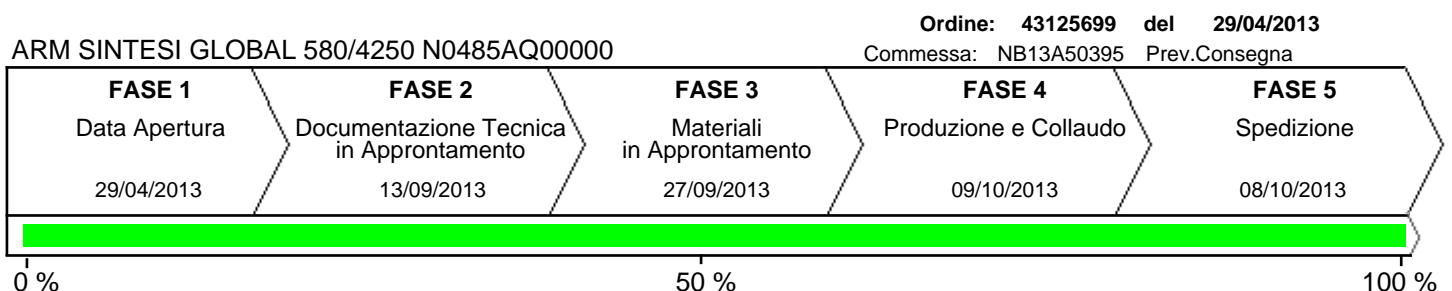 Ordine: 43125699 del 29/04/2013
ARM SINTESI GLOBAL 580/4250 N0485AQ00000
Commessa: NB13A50395 Prev.Consegna
FASE 1 FASE 2 FASE 3 FASE 4 FASE 5
Data Apertura
Documentazione Tecnica
in Approntamento
Materiali
in Approntamento
Produzione e Collaudo
Spedizione
29/04/2013 13/09/2013 27/09/2013 09/10/2013 08/10/2013
0 % 50 % 100 %